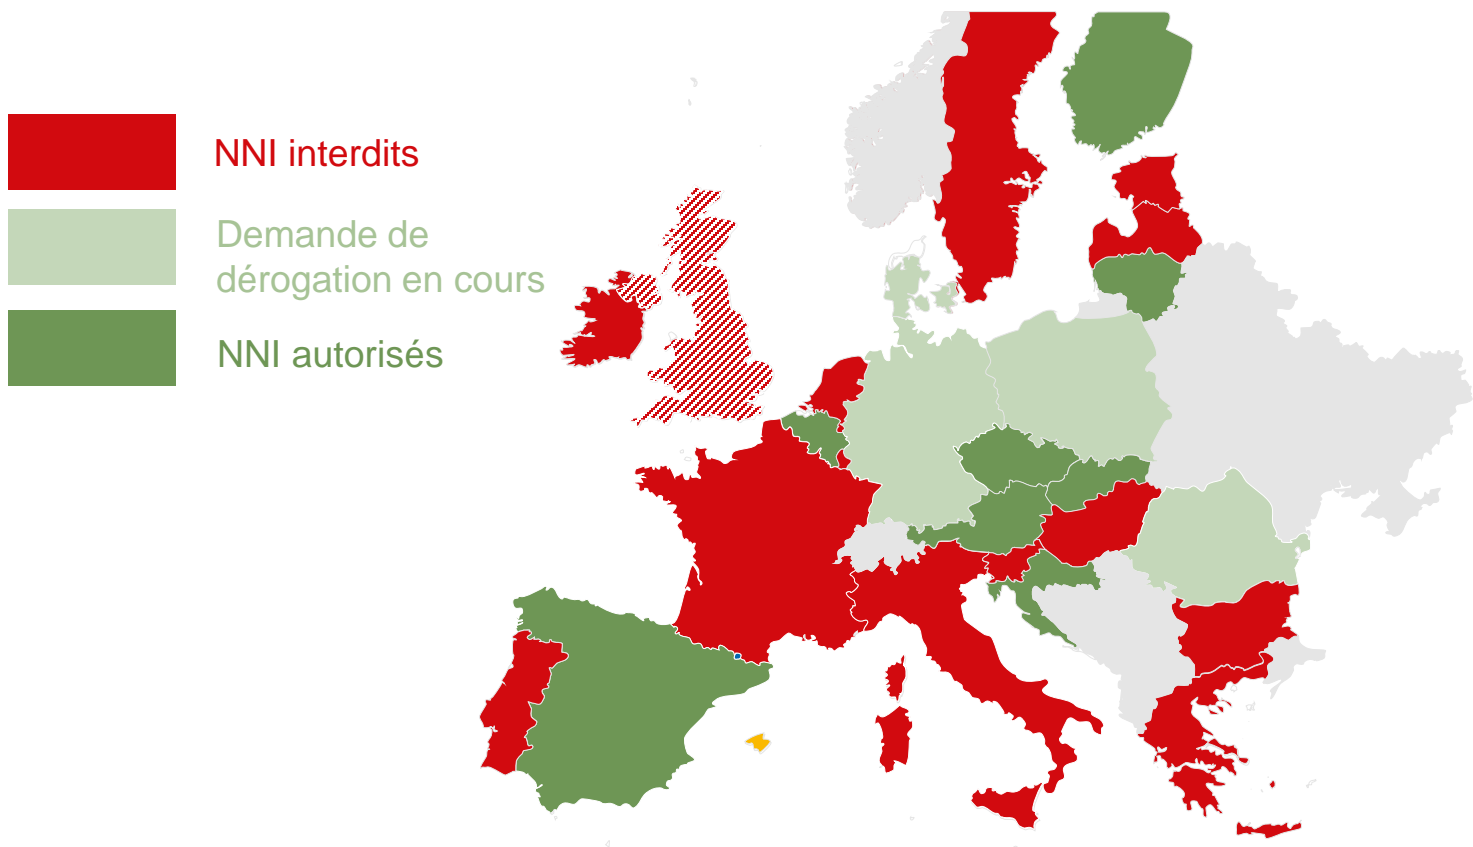 NNI interdits
Demande de
dérogation en cours
NNI autorisés